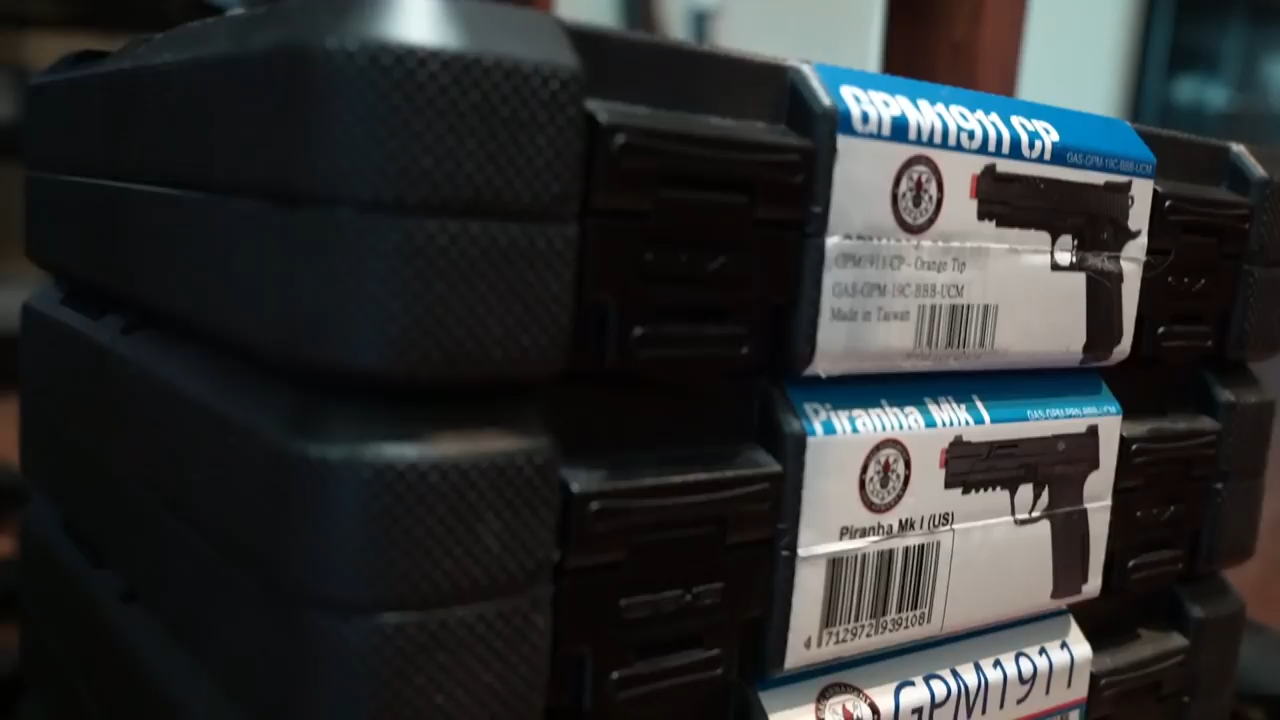 GPM1911 CP
GAS-GPM-19C-BBB-UCM
GPM1911 CP - Orange Tip
GAS-GPM-19C-BBB-UCM
Made in Taiwan
Piranha Mk I
Piranha Mk I (US)
4 712972 939108
GPM1911